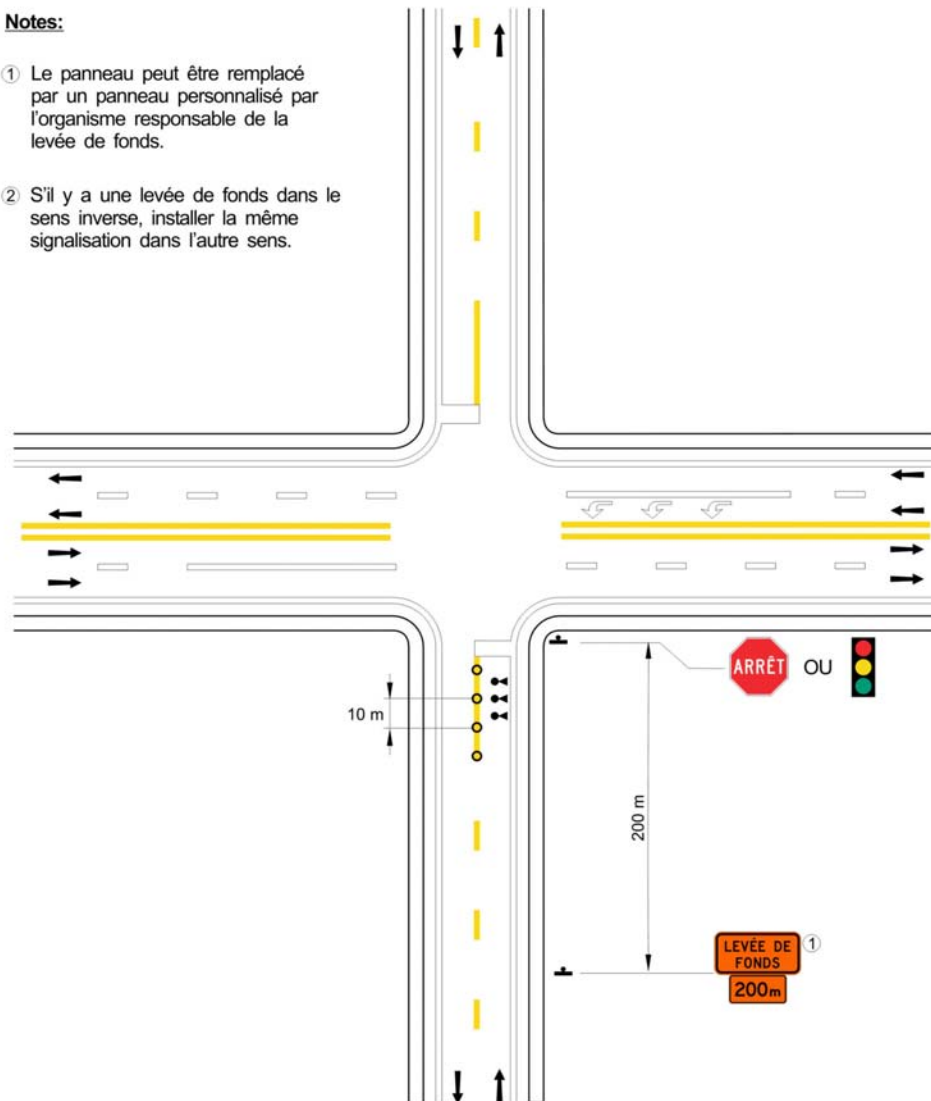 Notes:
① Le panneau peut être remplacé
par un panneau personnalisé par
l'organisme responsable de la
levée de fonds.
② S'il y a une levée de fonds dans le
sens inverse, installer la même
signalisation dans l'autre sens.
ARRÊT OU
10 m
200 m
LEVÉE DE ①
FONDS
200m